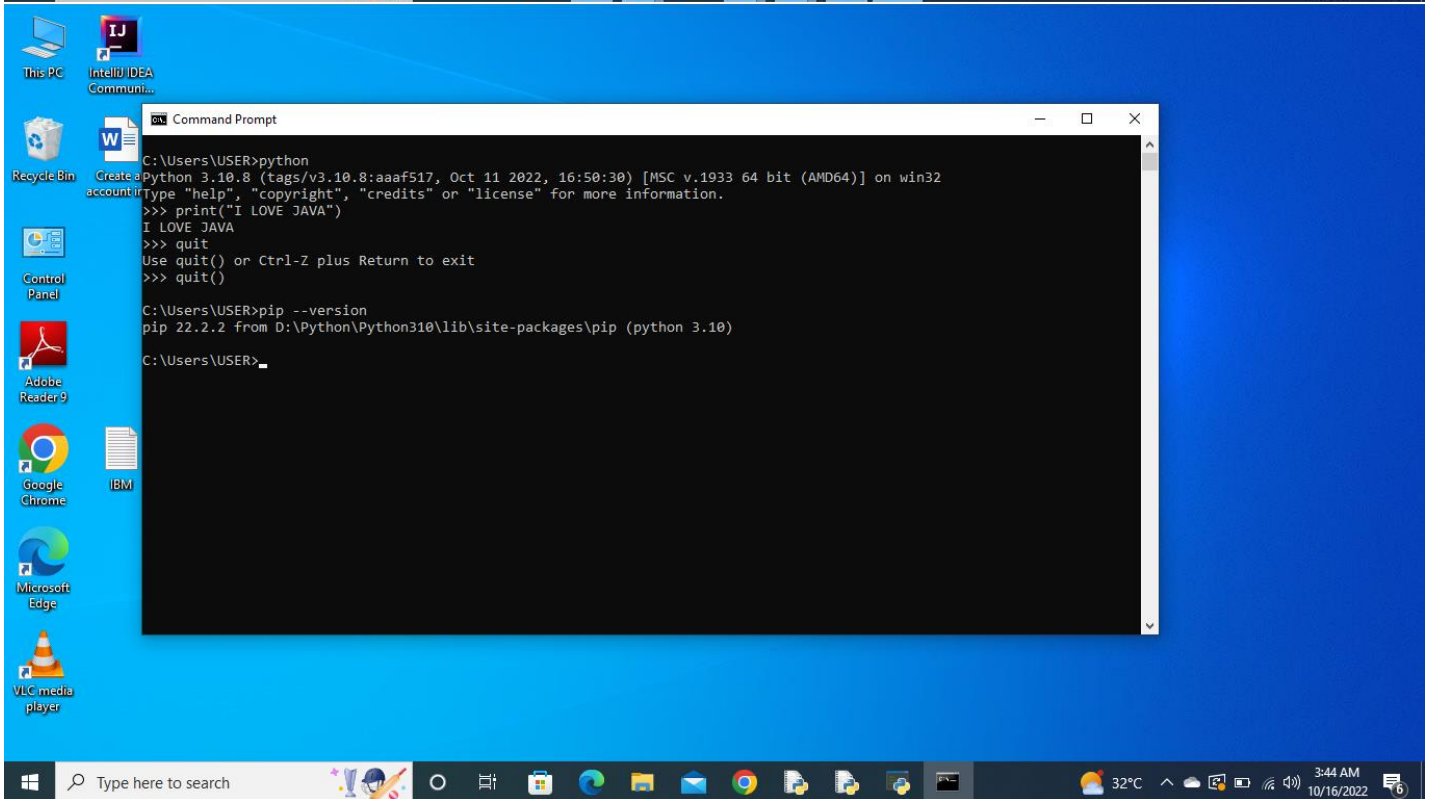 This PC
IntelliJ IDEA
Communi...
Recycle Bin
Create a
account in
Control
Panel
Adobe
Reader 9
Google
Chrome
IBM
Microsoft
Edge
VLC media
player
Command Prompt
C:\Users\USER>python
Python 3.10.8 (tags/v3.10.8:aaaf517, Oct 11 2022, 16:50:30) [MSC v.1933 64 bit (AMD64)] on win32
Type "help", "copyright", "credits" or "license" for more information.
>>> print("I LOVE JAVA")
I LOVE JAVA
>>> quit
Use quit() or Ctrl-Z plus Return to exit
>>> quit()
C:\Users\USER>pip --version
pip 22.2.2 from D:\Python\Python310\lib\site-packages\pip (python 3.10)
C:\Users\USER>
Type here to search
32°C
3:44 AM
10/16/2022
6